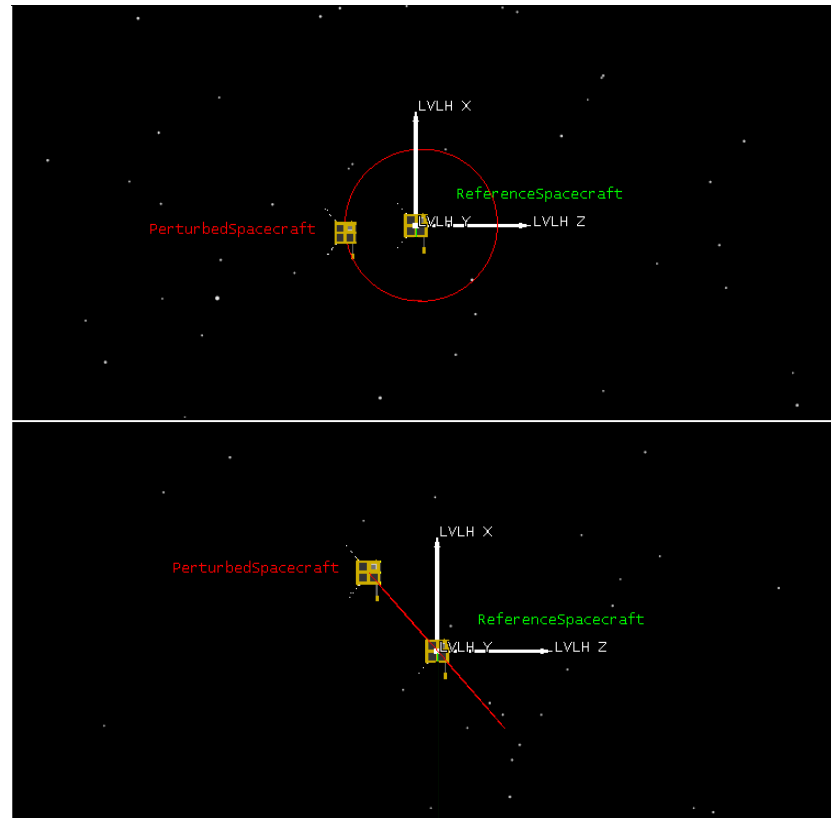 LVLH X
ReferenceSpacecraft
LVLH Y
LVLH Z
PerturbedSpacecraft
LVLH X
PerturbedSpacecraft
ReferenceSpacecraft
LVLH Y
LVLH Z